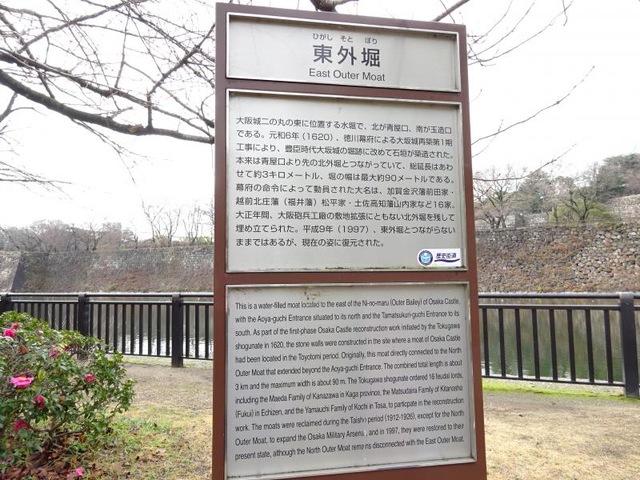 ひがし そと ぼり
東外堀
East Outer Moat
大阪城二の丸の東に位置する水堀で、北が青屋口、南が玉造口
である。元和6年（1620）、徳川幕府による大坂城再築第1期
工事により、豊臣時代大坂城の堀跡に改めて石垣が築造された。
本来は青屋口より先の北外堀とつながっていて、総延長はあわ
せて約3キロメートル、堀の幅は最大約90メートルである。
幕府の命令によって動員された大名は、加賀金沢藩前田家・
越前北庄藩（福井藩）松平家・土佐高知藩山内家など16家。
大正年間、大阪砲兵工廠の敷地拡張にともない北外堀を残して
埋め立てられた。平成9年（1997）、東外堀とつながらない
ままではあるが、現在の姿に復元された。
歴史街道
This is a water-filled moat located to the east of the Ni-no-maru (Outer Bailey) of Osaka Castle,
with the Aoya-guchi Entrance situated to its north and the Tamatsukuri-guchi Entrance to its
south. As part of the first-phase Osaka Castle reconstruction work initiated by the Tokugawa
shogunate in 1620, the stone walls were constructed in the site where a moat of Osaka Castle
had been located in the Toyotomi period. Originally, this moat directly connected to the North
Outer Moat that extended beyond the Aoya-guchi Entrance. The combined total length is about
3 km and the maximum width is about 90 m. The Tokugawa shogunate ordered 16 feudal lords,
including the Maeda Family of Kanazawa in Kaga province, the Matsudaira Family of Kitanosho
(Fukui) in Echizen, and the Yamauchi Family of Kochi in Tosa, to participate in the reconstruction
work. The moats were reclaimed during the Taisho period (1912-1926), except for the North
Outer Moat, to expand the Osaka Military Arsenal, and in 1997, they were restored to their
present state, although the North Outer Moat remains disconnected with the East Outer Moat.